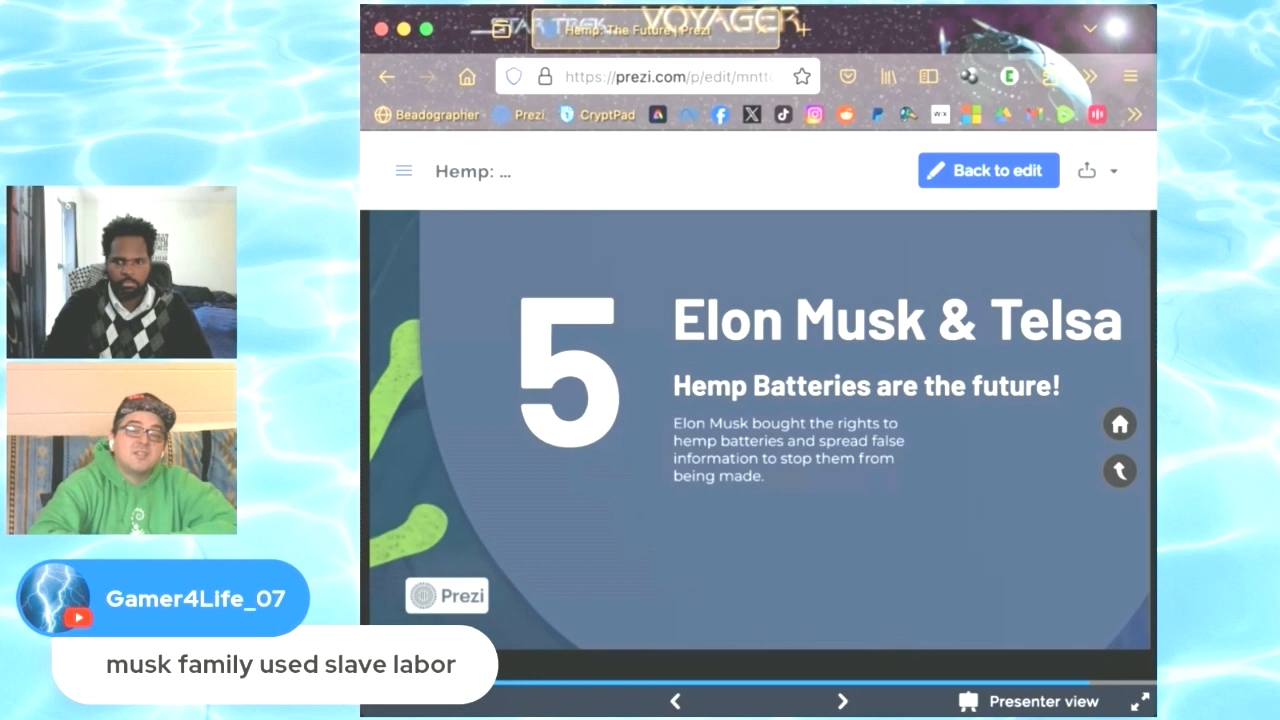 STAR TREK
VOYAGER
Hemp: The Future | Prezi
https://prezi.com/p/edit/mntt
Beadographer
Prezi
CryptPad
Hemp: ...
Back to edit
5
Elon Musk & Telsa
Hemp Batteries are the future!
Elon Musk bought the rights to
hemp batteries and spread false
information to stop them from
being made.
Prezi
Gamer4Life_07
musk family used slave labor
Presenter view